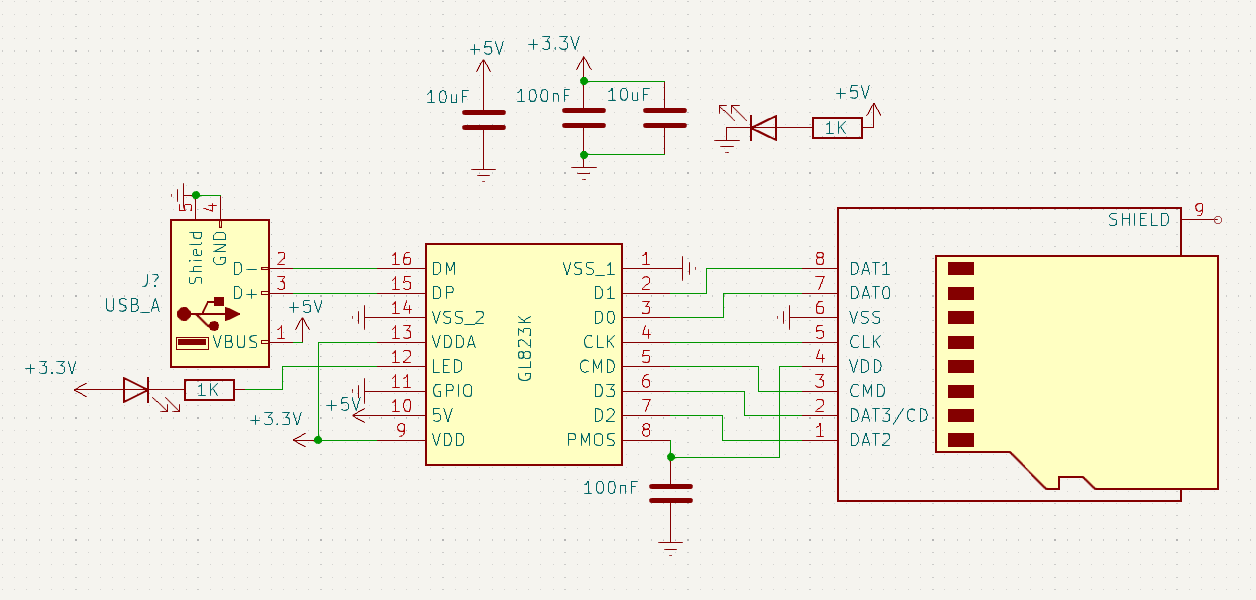 +5V
+3.3V
10uF
100nF
10uF
+5V
1K
5
4
Shield
GND
J?
USB_A
D-
2
D+
3
+5V
VBUS
1
+3.3V
1K
+3.3V
+5V
16
DM
15
DP
14
VSS_2
13
VDDA
12
LED
11
GPIO
10
5V
9
VDD
GL823K
VSS_1
1
D1
2
D0
3
CLK
4
CMD
5
D3
6
D2
7
PMOS
8
100nF
SHIELD
9
8
DAT1
7
DAT0
6
VSS
5
CLK
4
VDD
3
CMD
2
DAT3/CD
1
DAT2